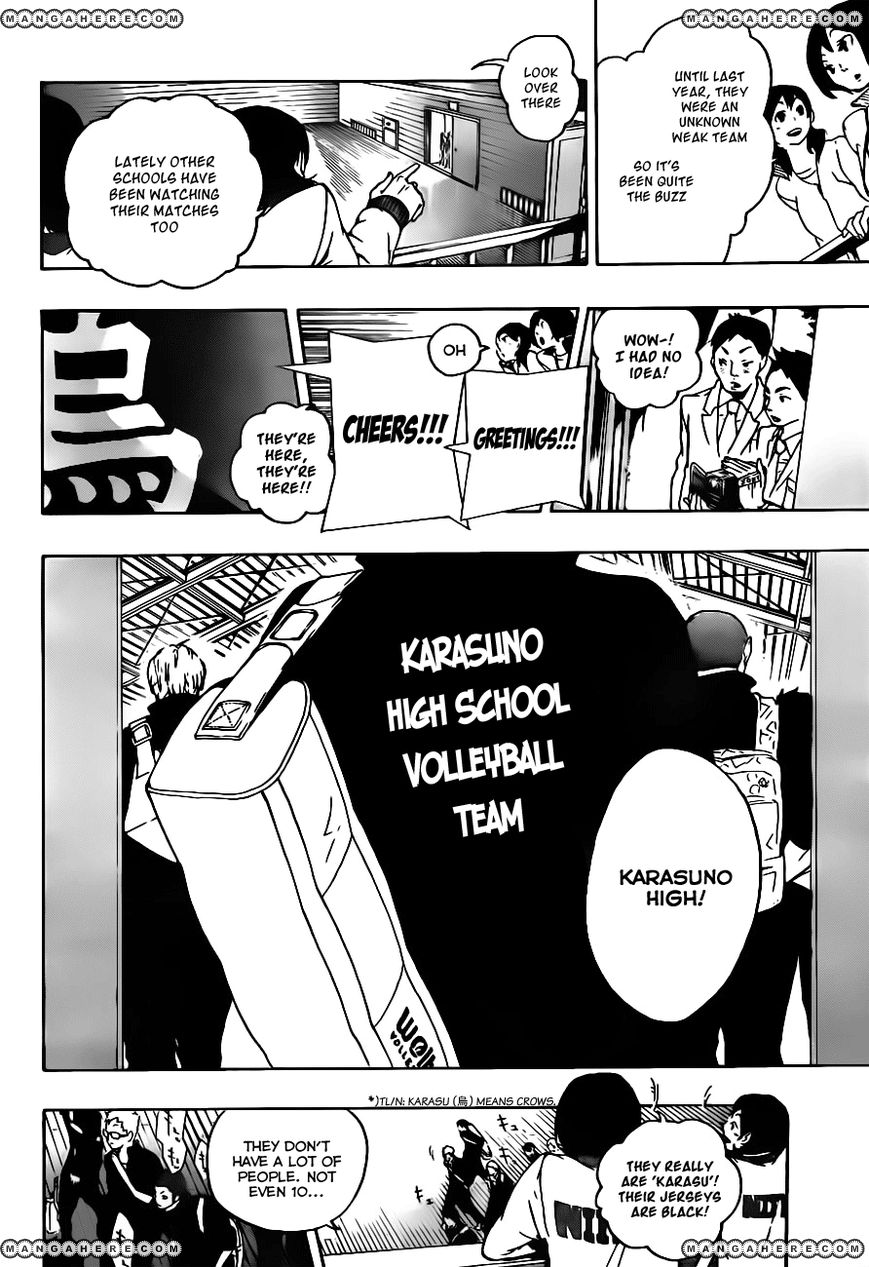 MANGAHERE.COM
MANGAHERE.COM
UNTIL LAST
YEAR, THEY
WERE AN
UNKNOWN
WEAK TEAM
SO IT'S
BEEN QUITE
THE BUZZ
LOOK
OVER
THERE
LATELY OTHER
SCHOOLS HAVE
BEEN WATCHING
THEIR MATCHES
TOO
WOW~!
I HAD NO
IDEA!
OH
GREETINGS!!!
CHEERS!!!
THEY'RE
HERE,
THEY'RE
HERE!!
烏
KARASUNO
HIGH SCHOOL
VOLLEYBALL
TEAM
KARASUNO
HIGH!
*)TL/N: KARASU (烏) MEANS CROWS.
THEY REALLY
ARE 'KARASU'!
THEIR JERSEYS
ARE BLACK!
THEY DON'T
HAVE A LOT OF
PEOPLE. NOT
EVEN 10...
MANGAHERE.COM
MANGAHERE.COM